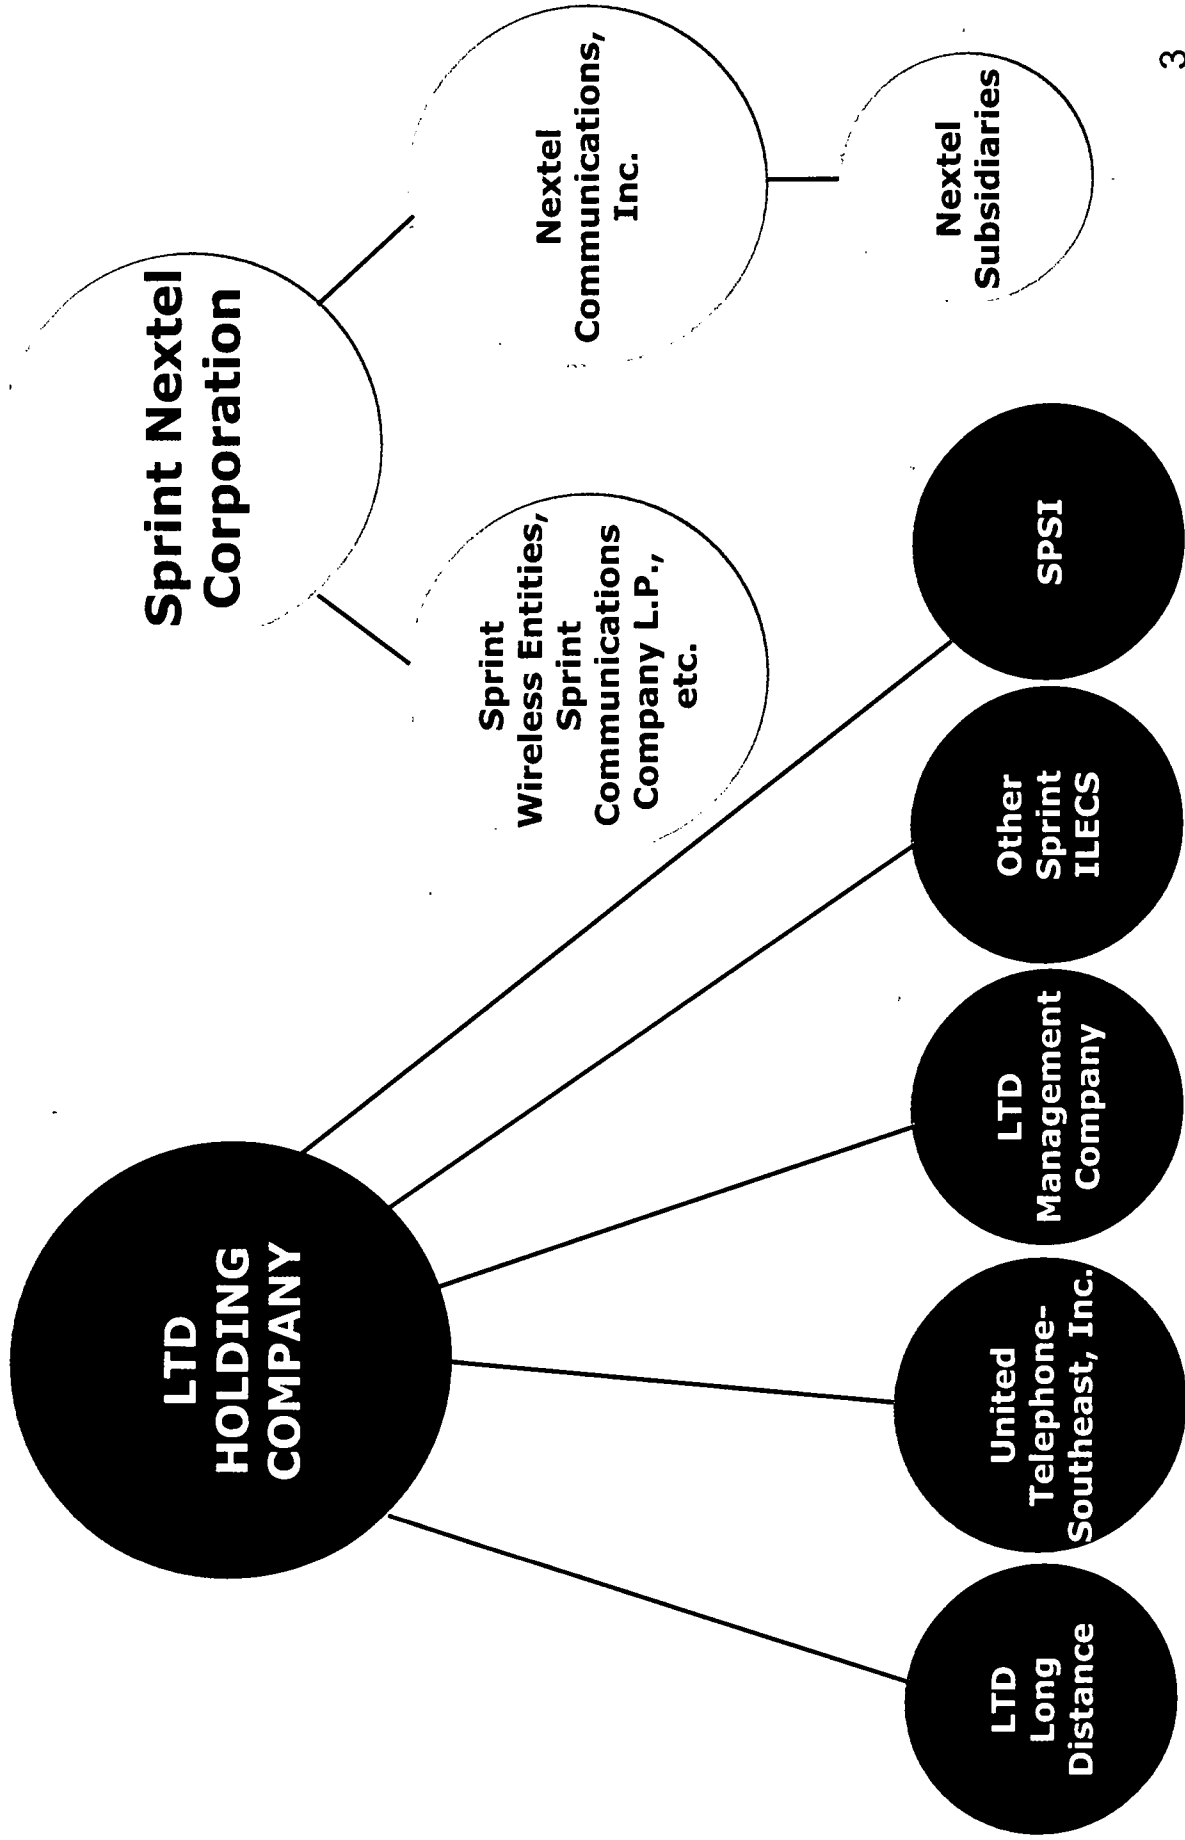 LTD
HOLDING
COMPANY
Sprint Nextel
Corporation
Sprint
Wireless Entities,
Sprint
Communications
Company L.P.,
etc.
Nextel
Communications,
Inc.
LTD
Long
Distance
United
Telephone-
Southeast, Inc.
LTD
Management
Company
Other
Sprint
ILECS
SPSI
Nextel
Subsidiaries
3